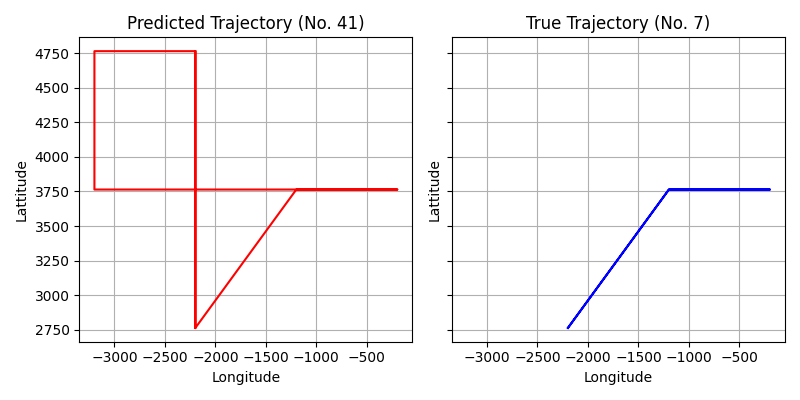 Predicted Trajectory (No. 41)
True Trajectory (No. 7)
4750
4500
4250
4000
3750
3500
3250
3000
2750
Lattitude
Lattitude
−3000 −2500 −2000 −1500 −1000 −500
−3000 −2500 −2000 −1500 −1000 −500
Longitude
Longitude